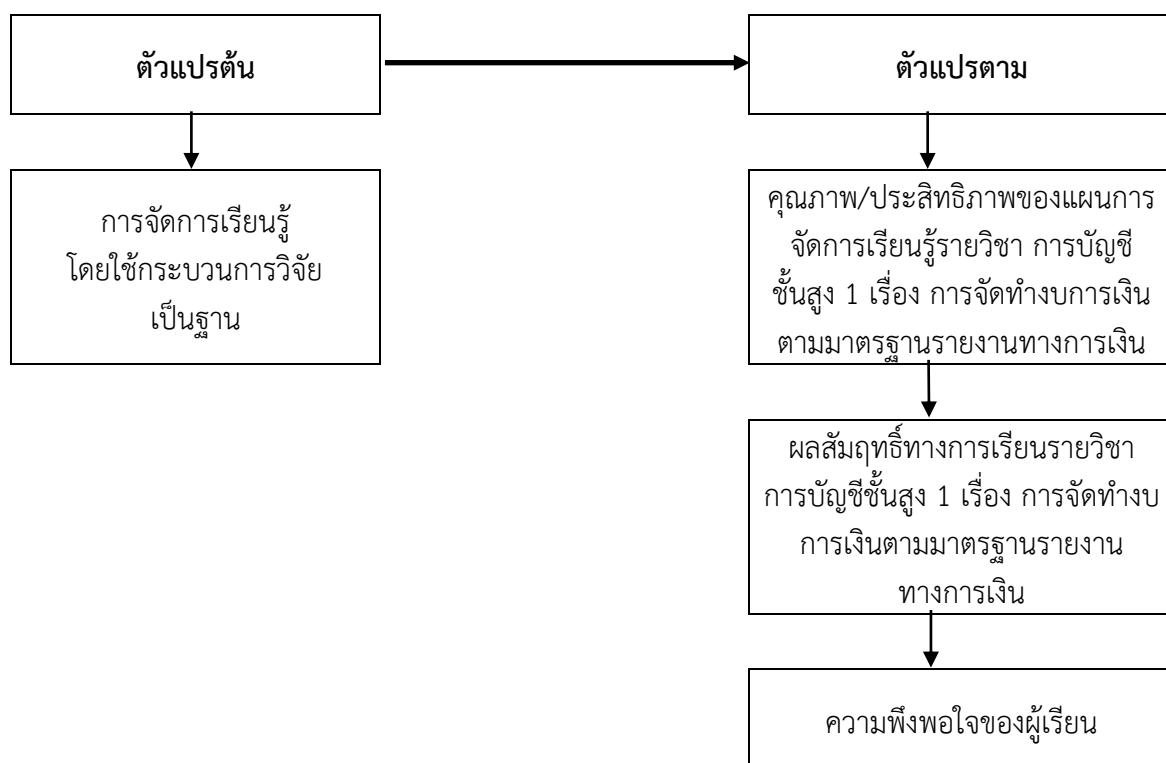 ตัวแปรต้น
ตัวแปรตาม
การจัดการเรียนรู้
โดยใช้กระบวนการวิจัย
เป็นฐาน
คุณภาพ/ประสิทธิภาพของแผนการ
จัดการเรียนรู้รายวิชา การบัญชี
ชั้นสูง 1 เรื่อง การจัดทำงบการเงิน
ตามมาตรฐานรายงานทางการเงิน
ผลสัมฤทธิ์ทางการเรียนรายวิชา
การบัญชีชั้นสูง 1 เรื่อง การจัดทำงบ
การเงินตามมาตรฐานรายงาน
ทางการเงิน
ความพึงพอใจของผู้เรียน